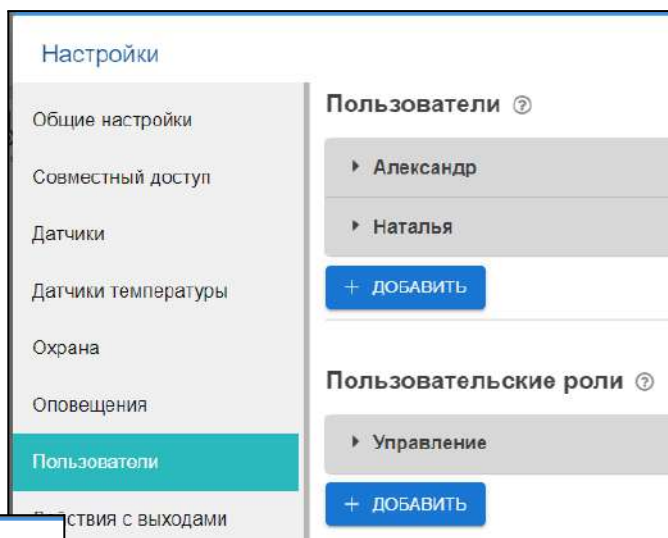 Настройки
Общие настройки
Совместный доступ
Датчики
Датчики температуры
Охрана
Оповещения
Пользователи
ствия с выходами
Пользователи ?
Александр
Наталья
+ ДОБАВИТЬ
Пользовательские роли ?
Управление
+ ДОБАВИТЬ